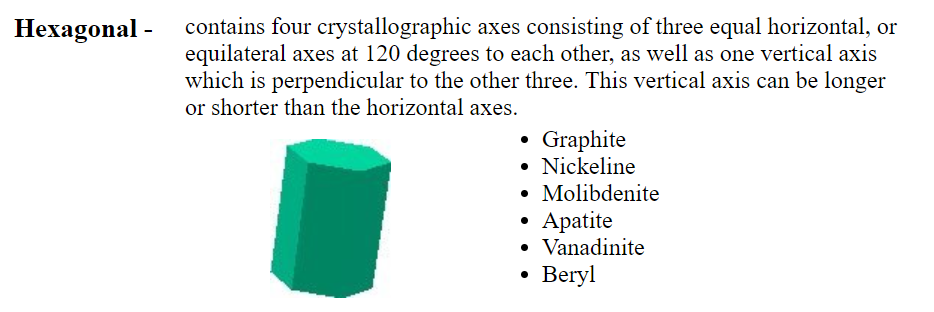 Hexagonal - contains four crystallographic axes consisting of three equal horizontal, or
equilateral axes at 120 degrees to each other, as well as one vertical axis
which is perpendicular to the other three. This vertical axis can be longer
or shorter than the horizontal axes.
• Graphite
• Nickeline
• Molibdenite
• Apatite
• Vanadinite
• Beryl